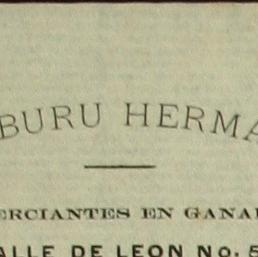 BURU HERMA
ERCIANTES EN GANA
ALLE DE LEON No. 5